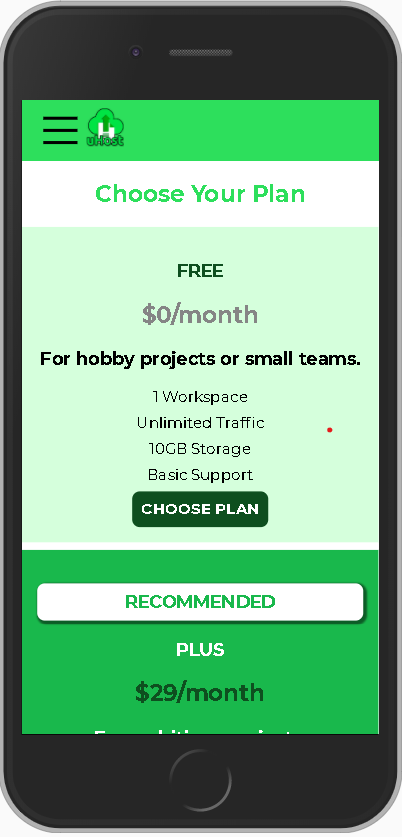 uHost
Choose Your Plan
FREE
$0/month
For hobby projects or small teams.
1 Workspace
Unlimited Traffic
10GB Storage
Basic Support
CHOOSE PLAN
RECOMMENDED
PLUS
$29/month